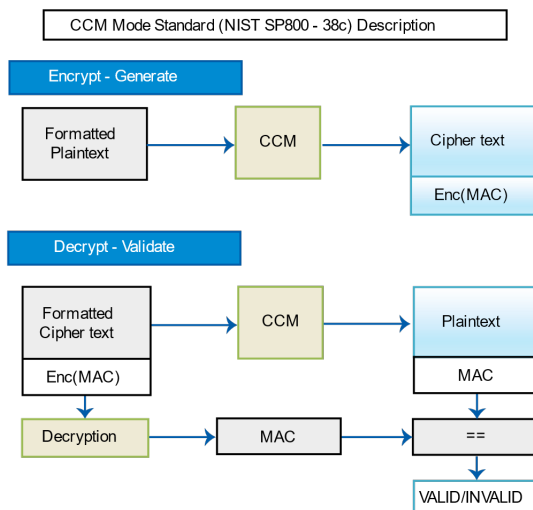 CCM Mode Standard (NIST SP800 - 38c) Description
Encrypt - Generate
Formatted
Plaintext
CCM
Cipher text
Enc(MAC)
Decrypt - Validate
Formatted
Cipher text
Enc(MAC)
CCM
Plaintext
MAC
Decryption
MAC
==
VALID/INVALID